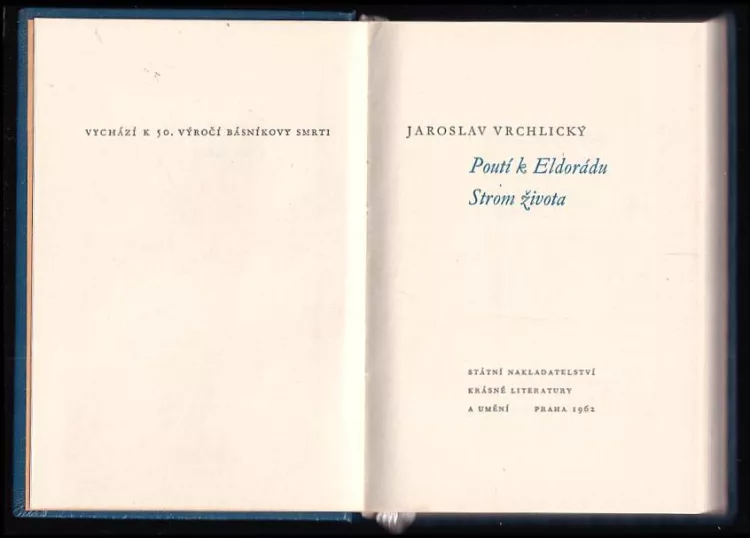 VYCHÁZÍ K 50. VÝROČÍ BÁSNÍKOVY SMRTI
JAROSLAV VRCHLICKÝ
Poutí k Eldorádu
Strom života
STÁTNÍ NAKLADATELSTVÍ
KRÁSNÉ LITERATURY
A UMĚNÍ PRAHA 1962